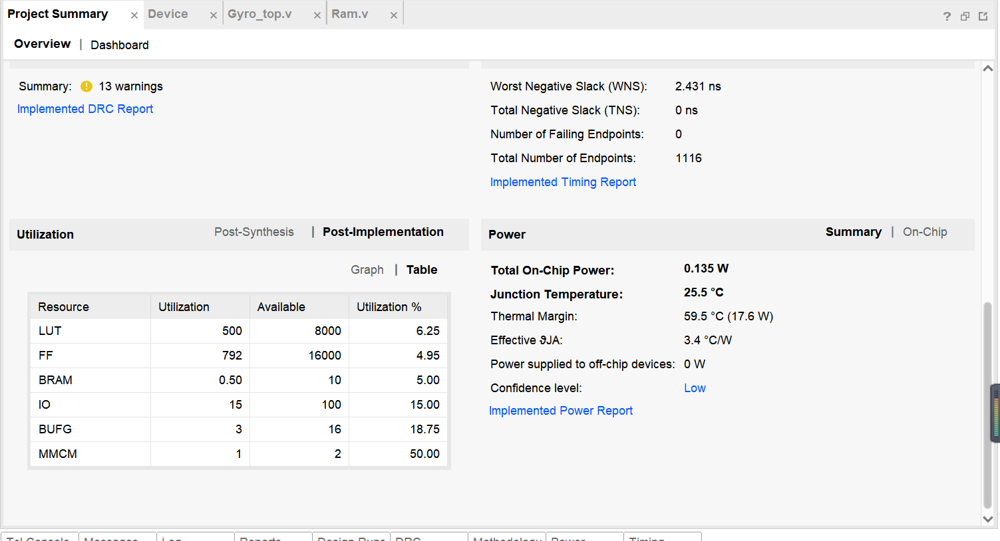 Project Summary × Device × Gyro_top.v × Ram.v ×
?
Overview | Dashboard
Summary: 13 warnings
Implemented DRC Report
Worst Negative Slack (WNS): 2.431 ns
Total Negative Slack (TNS): 0 ns
Number of Failing Endpoints: 0
Total Number of Endpoints: 1116
Implemented Timing Report
Utilization Post-Synthesis | Post-Implementation
Graph | Table
Resource Utilization Available Utilization %
LUT 500 8000 6.25
FF 792 16000 4.95
BRAM 0.50 10 5.00
IO 15 100 15.00
BUFG 3 16 18.75
MMCM 1 2 50.00
Power Summary | On-Chip
Total On-Chip Power: 0.135 W
Junction Temperature: 25.5 °C
Thermal Margin: 59.5 °C (17.6 W)
Effective ϑJA: 3.4 °C/W
Power supplied to off-chip devices: 0 W
Confidence level: Low
Implemented Power Report
Tcl Console Messages Log Reports Design Runs DRC Methodology Power Timing